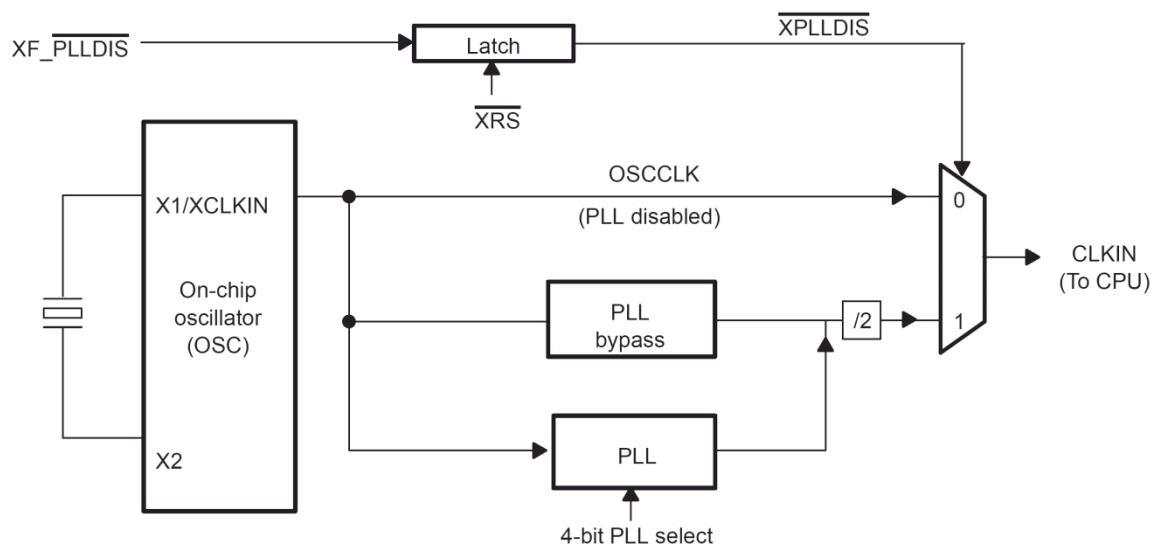 XF_PLLDIS
Latch
XPLLDIS
XRS
X1/XCLKIN
On-chip
oscillator
(OSC)
X2
OSCCLK
(PLL disabled)
PLL
bypass
/2
PLL
4-bit PLL select
0
1
CLKIN
(To CPU)